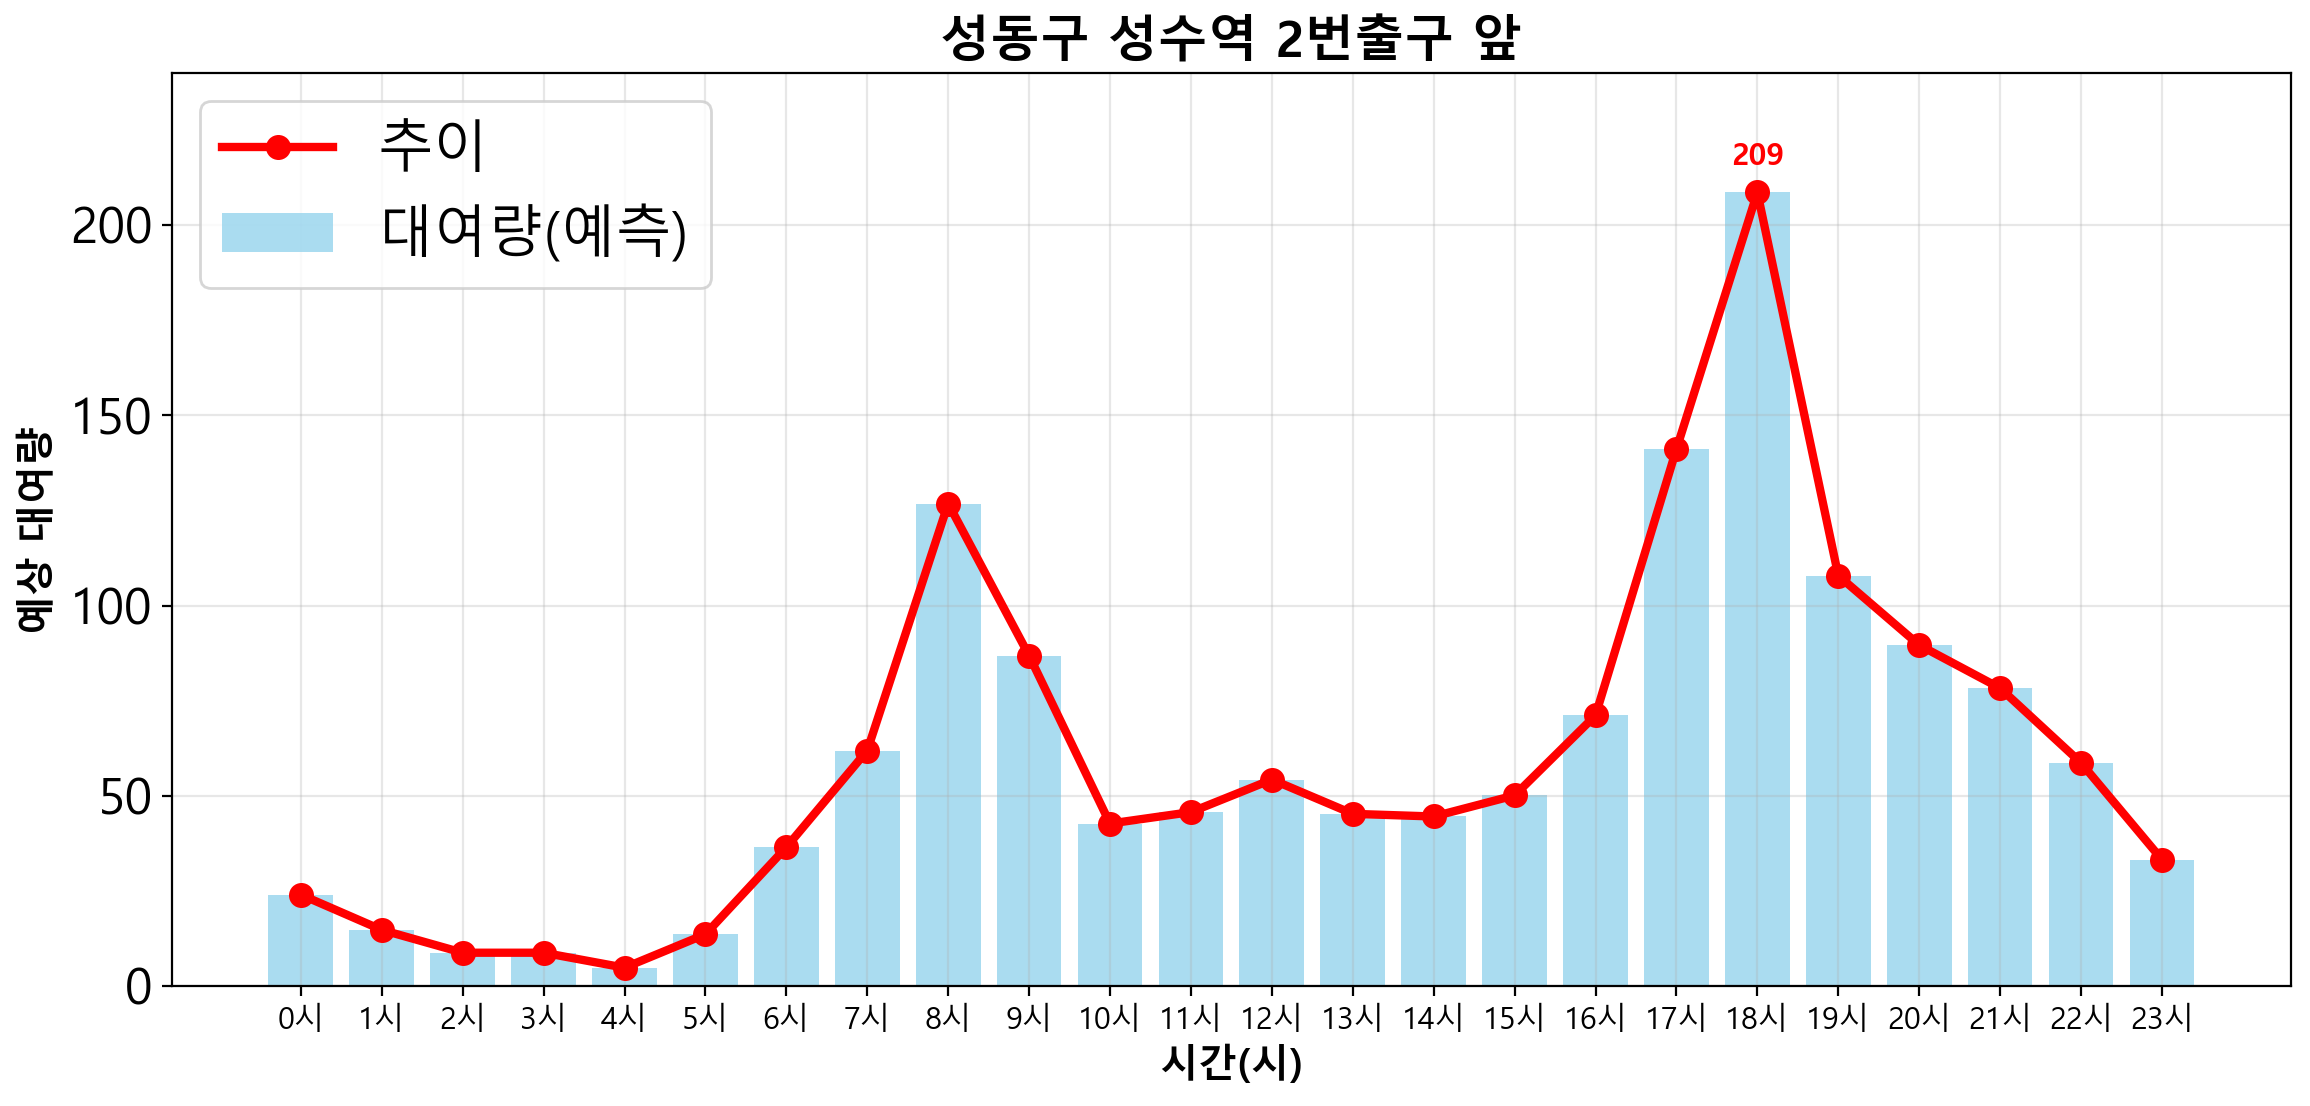 성동구 성수역 2번출구 앞
추이
대여량(예측)
209
예상 대여량
200
150
100
50
0
0시 1시 2시 3시 4시 5시 6시 7시 8시 9시 10시 11시 12시 13시 14시 15시 16시 17시 18시 19시 20시 21시 22시 23시
시간(시)